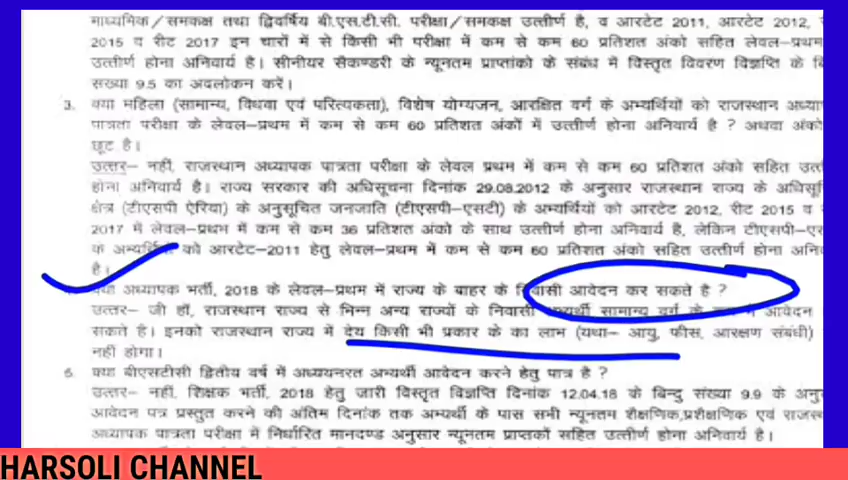 माध्यमिक/समकक्ष तथा द्विवर्षिय बी.एस.टी.सी. परीक्षा/समकक्ष उत्तीर्ण है, व आरटेट 2011, आरटेट 2012,
2015 व रीट 2017 इन चारों में से किसी भी परीक्षा में कम से कम 60 प्रतिशत अंको सहित लेवल–प्रथम
उत्तीर्ण होना अनिवार्य है। सीनीयर सैकण्डरी के न्यूनतम प्राप्तांको के संबंध में विस्तृत विवरण विज्ञप्ति के
सख्या 9.5 का अवलोकन करें।
3. क्या महिला (सामान्य, विधवा एवं परित्यकता), विशेष योग्यजन, आरक्षित वर्ग के अभ्यर्थियों को राजस्थान
पात्रता परीक्षा के लेवल–प्रथम में कम से कम 60 प्रतिशत अंकों में उत्तीर्ण होना अनिवार्य है ? अथवा
छूट है।
उत्तर– नहीं, राजस्थान अध्यापक पात्रता परीक्षा के लेवल प्रथम में कम से कम 60 प्रतिशत अंको सहित
होना अनिवार्य है। राज्य सरकार की अधिसूचना दिनांक 29.08.2012 के अनुसार राजस्थान राज्य के
क्षेत्र (टीएसपी ऐरिया) के अनुसूचित जनजाति (टीएसपी–एसटी) के अभ्यर्थियों को आरटेट 2012, रीट 2015 व
2017 में लेवल–प्रथम में कम से कम 36 प्रतिशत अंको के साथ उत्तीर्ण होना अनिवार्य है, लेकिन
को आरटेट–2011 हेतु लेवल–प्रथम में कम से कम 60 प्रतिशत अंको सहित उत्तीर्ण होना
है।
क्या अध्यापक भर्ती, 2018 के लेवल–प्रथम में राज्य के बाहर के निवासी आवेदन कर सकते है ?
उत्तर– जी हाँ, राजस्थान राज्य से भिन्न अन्य राज्यों के निवासी अभ्यर्थी सामान्य वर्ग के रूप में आवेदन
सकते है। इनको राजस्थान राज्य में देय किसी भी प्रकार के का लाभ (यथा– आयु, फीस, आरक्षण संबंधी)
नहीं होगा।
5. क्या बीएसटीसी द्वितीय वर्ष में अध्ययनरत अभ्यर्थी आवेदन करने हेतु पात्र है ?
उत्तर– नहीं, शिक्षक भर्ती, 2018 हेतु जारी विस्तृत विज्ञप्ति दिनांक 12.04.18 के बिन्दु संख्या 9.9 के
आवेदन पत्र प्रस्तुत करने की अंतिम दिनांक तक अभ्यर्थी के पास सभी न्यूनतम शैक्षणिक,प्रशैक्षणिक एवं
अध्यापक पात्रता परीक्षा में निर्धारित मानदण्ड अनुसार न्यूनतम प्राप्तकों सहित उत्तीर्ण होना अनिवार्य है।
HARSOLI CHANNEL